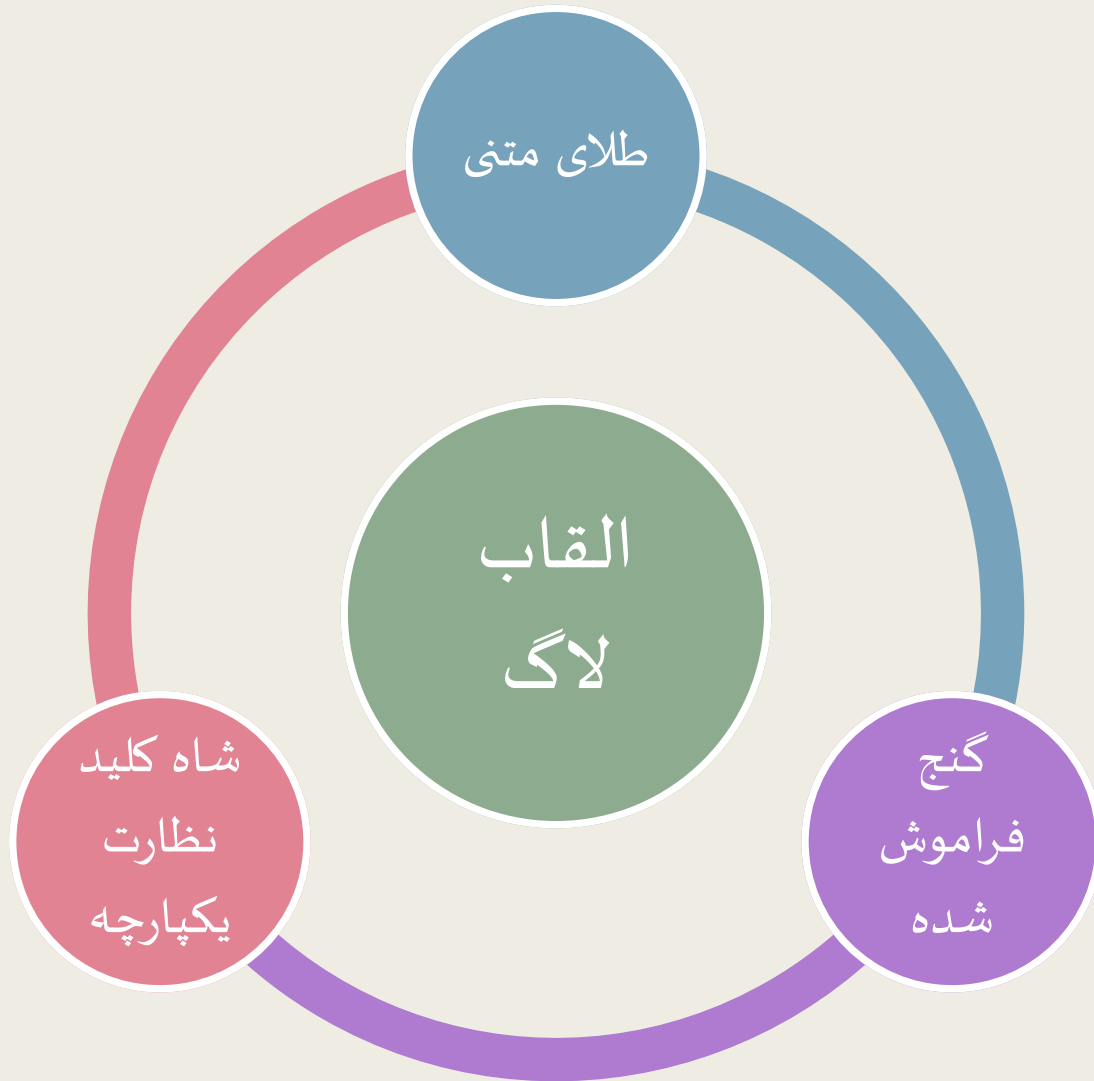 طلای متنی
القاب
لاگ
گنج
فراموش
شده
شاه کلید
نظارت
یکپارچه